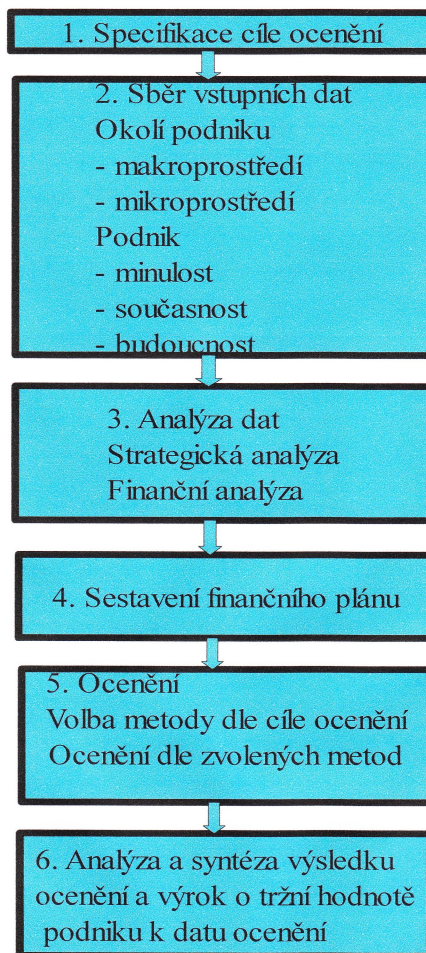 1. Specifikace cíle ocenění
2. Sběr vstupních dat
Okolí podniku
- makroprostředí
- mikroprostředí
Podnik
- minulost
- současnost
- budoucnost
3. Analýza dat
Strategická analýza
Finanční analýza
4. Sestavení finančního plánu
5. Ocenění
Volba metody dle cíle ocenění
Ocenění dle zvolených metod
6. Analýza a syntéza výsledku
ocenění a výrok o tržní hodnotě
podniku k datu ocenění